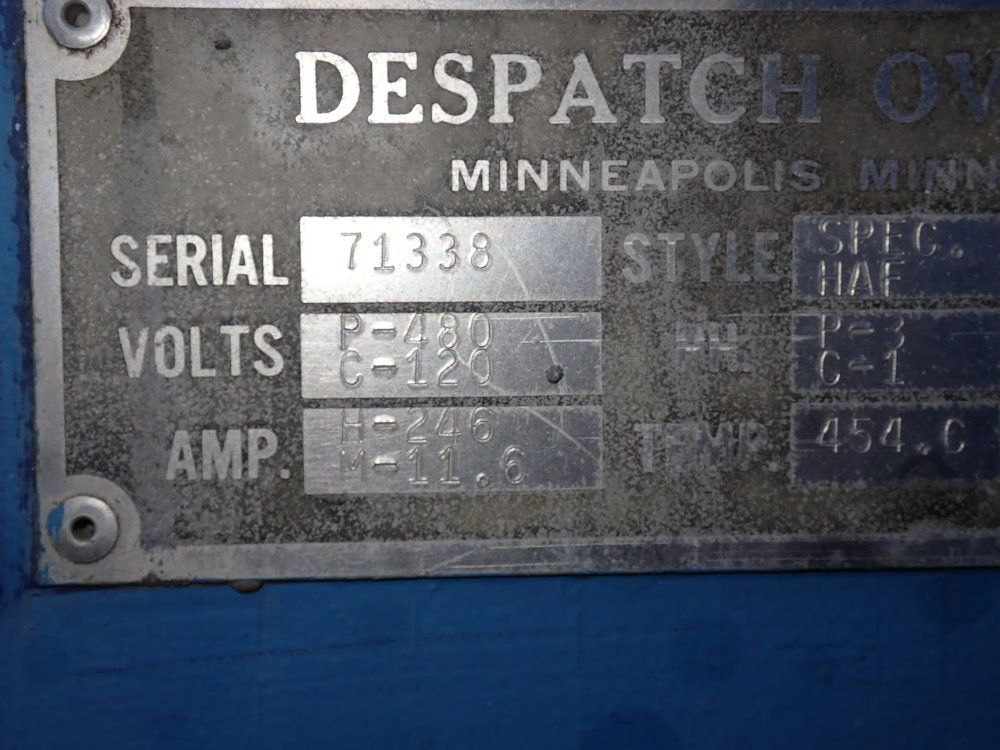 DESPATCH OV
MINNEAPOLIS MINN
SERIAL 71338 STYLE SPEC. HAF
VOLTS P-480 C-120 PH. P-3 C-1
AMP. H-246 M-11.6 TEMP. 454.C